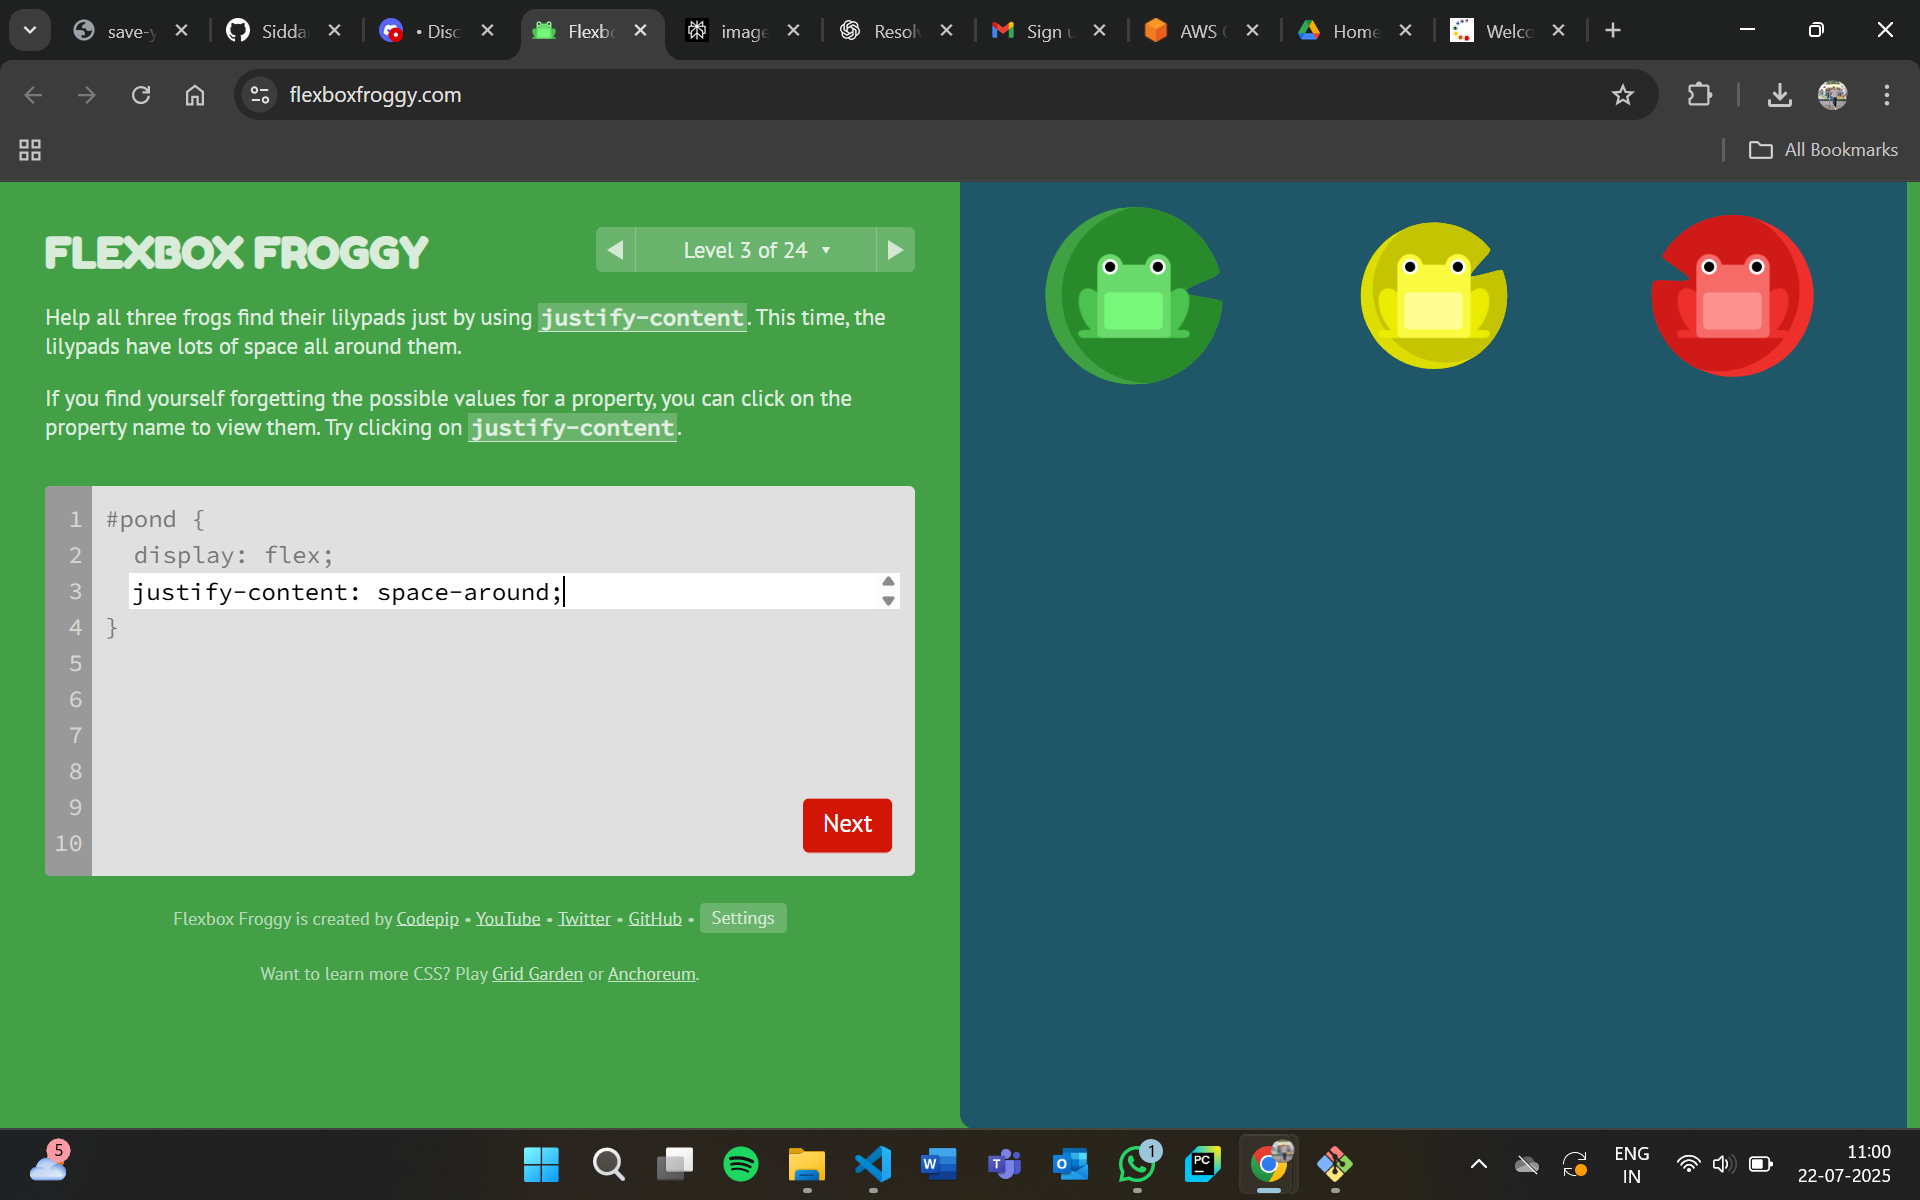 save-y
Sidda
• Disc
Flexbo
image
Resolv
Sign u
AWS C
Home
Welco
flexboxfroggy.com
All Bookmarks
FLEXBOX FROGGY
Level 3 of 24
Help all three frogs find their lilypads just by using justify-content. This time, the
lilypads have lots of space all around them.
If you find yourself forgetting the possible values for a property, you can click on the
property name to view them. Try clicking on justify-content.
1 #pond {
2 display: flex;
3 justify-content: space-around;
4 }
5
6
7
8
9
10
Next
Flexbox Froggy is created by Codepip • YouTube • Twitter • GitHub • Settings
Want to learn more CSS? Play Grid Garden or Anchoreum.
5
1
PC
ENG
IN
11:00
22-07-2025